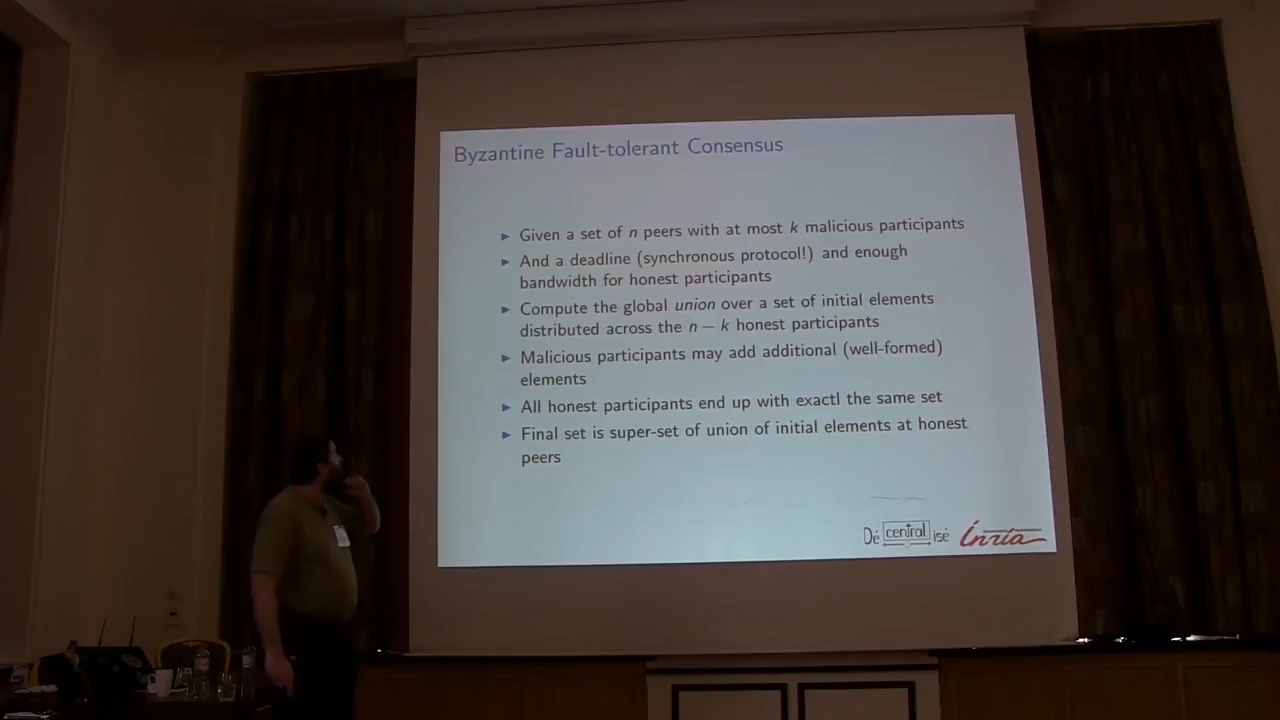 Byzantine Fault-tolerant Consensus
▶ Given a set of n peers with at most k malicious participants
▶ And a deadline (synchronous protocol!) and enough
bandwidth for honest participants
▶ Compute the global union over a set of initial elements
distributed across the n − k honest participants
▶ Malicious participants may add additional (well-formed)
elements
▶ All honest participants end up with exactl the same set
▶ Final set is super-set of union of initial elements at honest
peers
Dé central isé Inria